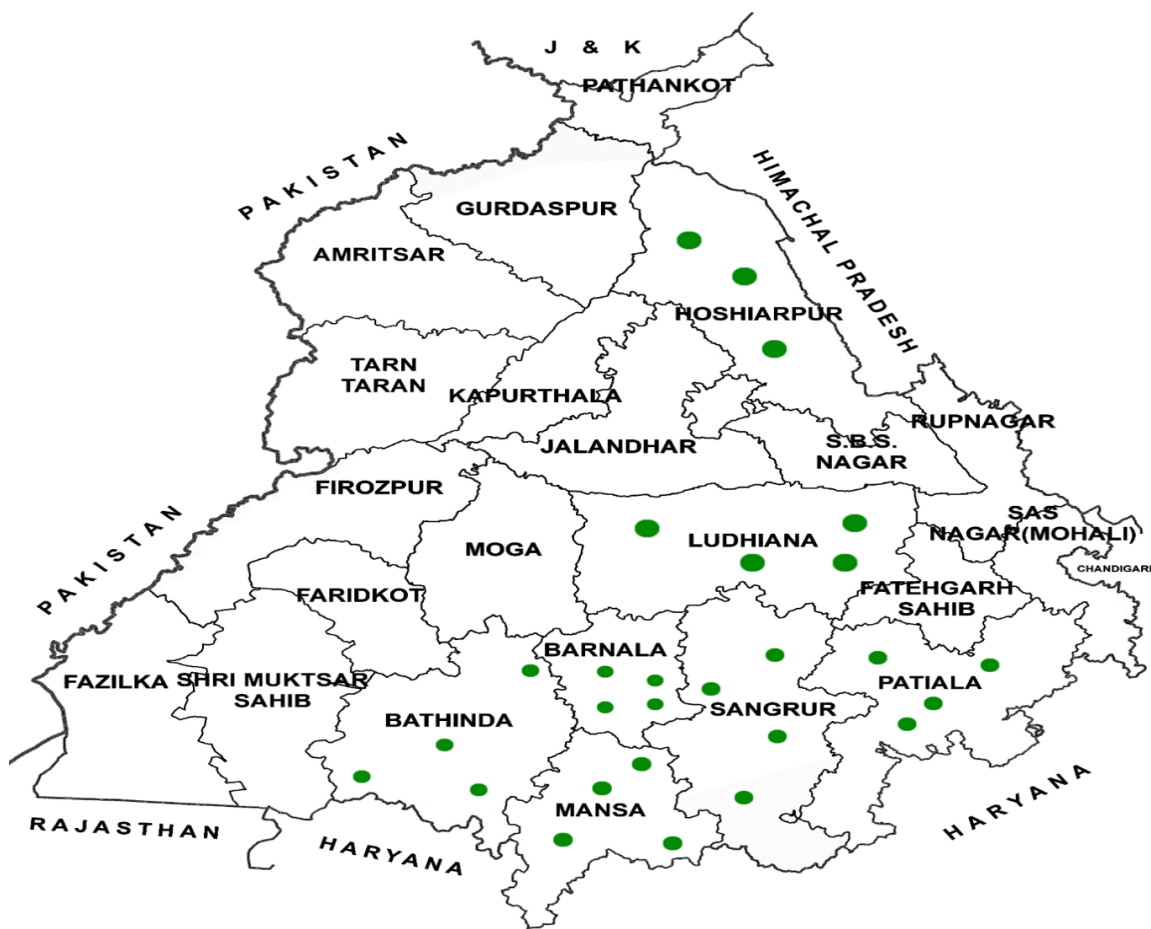 J & K
PATHANKOT
PAKISTAN
HIMACHAL PRADESH
GURDASPUR
AMRITSAR
HOSHIARPUR
TARN
TARAN
KAPURTHALA
RUPNAGAR
JALANDHAR
S.B.S.
NAGAR
FIROZPUR
SAS
NAGAR(MOHALI)
LUDHIANA
MOGA
PAKISTAN
CHANDIGARH
FATEHGARH
SAHIB
FARIDKOT
BARNALA
FAZILKA
SHRI MUKTSAR
SAHIB
PATIALA
SANGRUR
BATHINDA
MANSA
HARYANA
RAJASTHAN
HARYANA